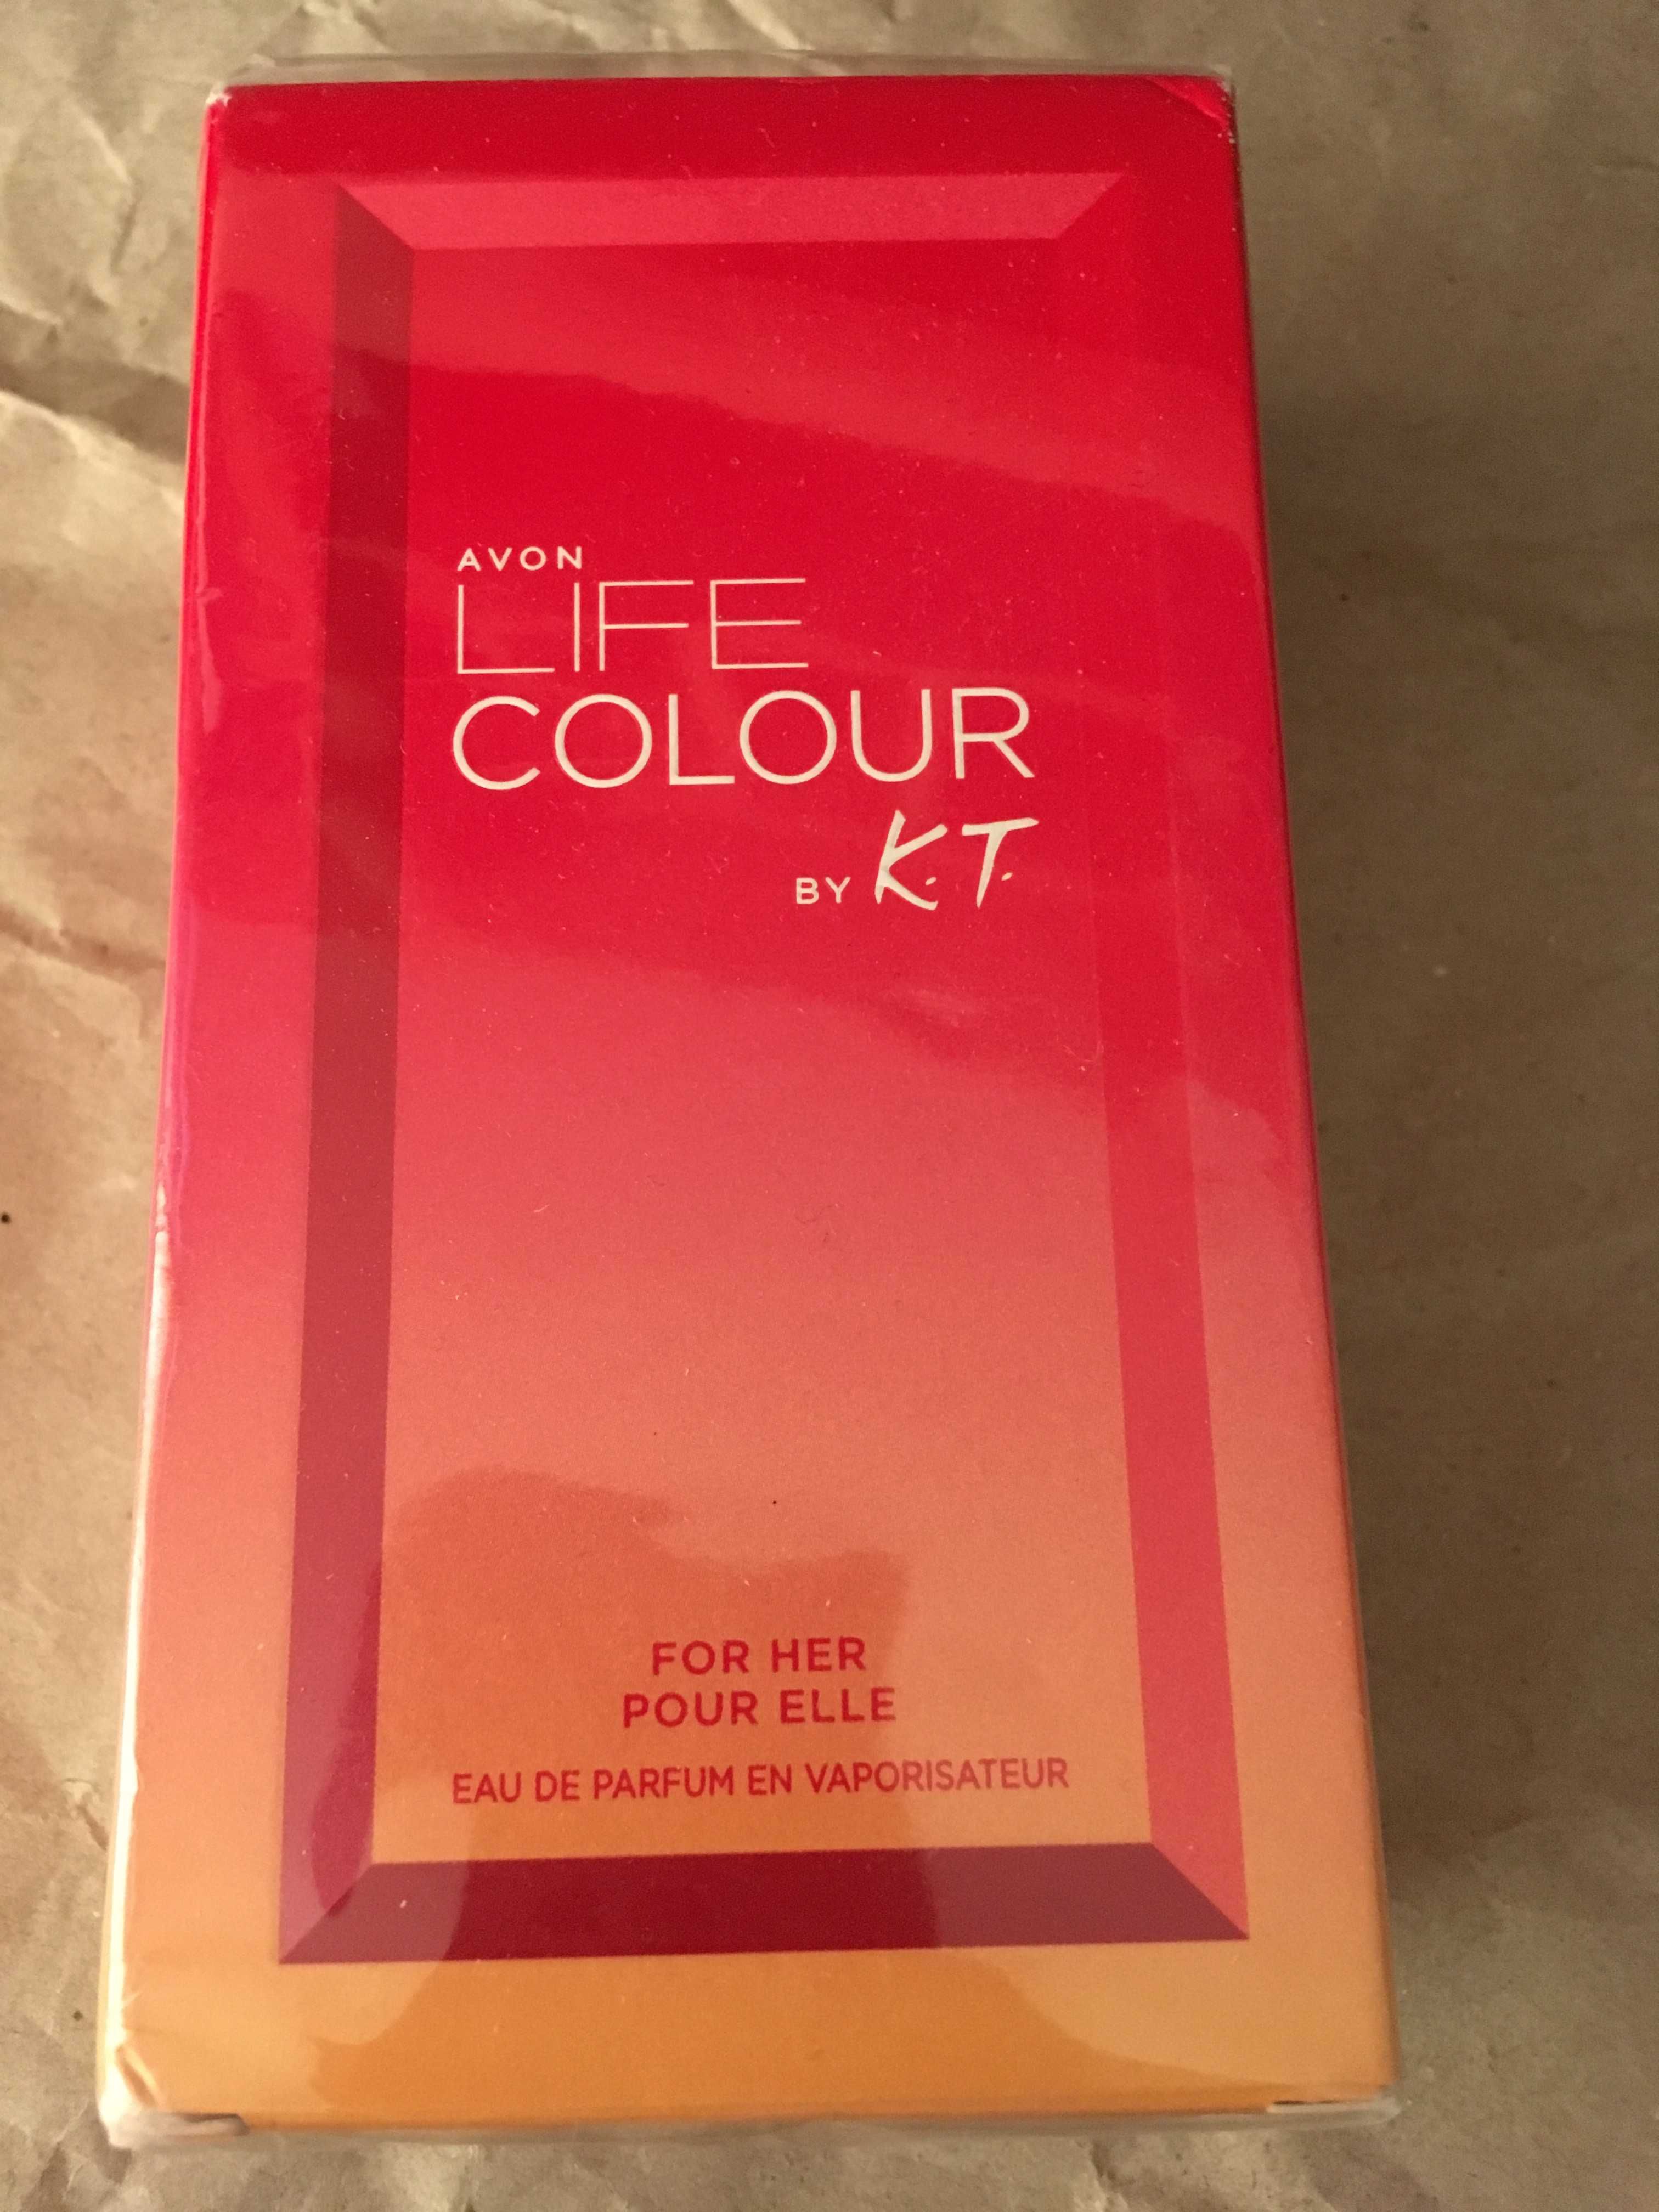 AVON
LIFE
COLOUR
BY K.T.
FOR HER
POUR ELLE
EAU DE PARFUM EN VAPORISATEUR